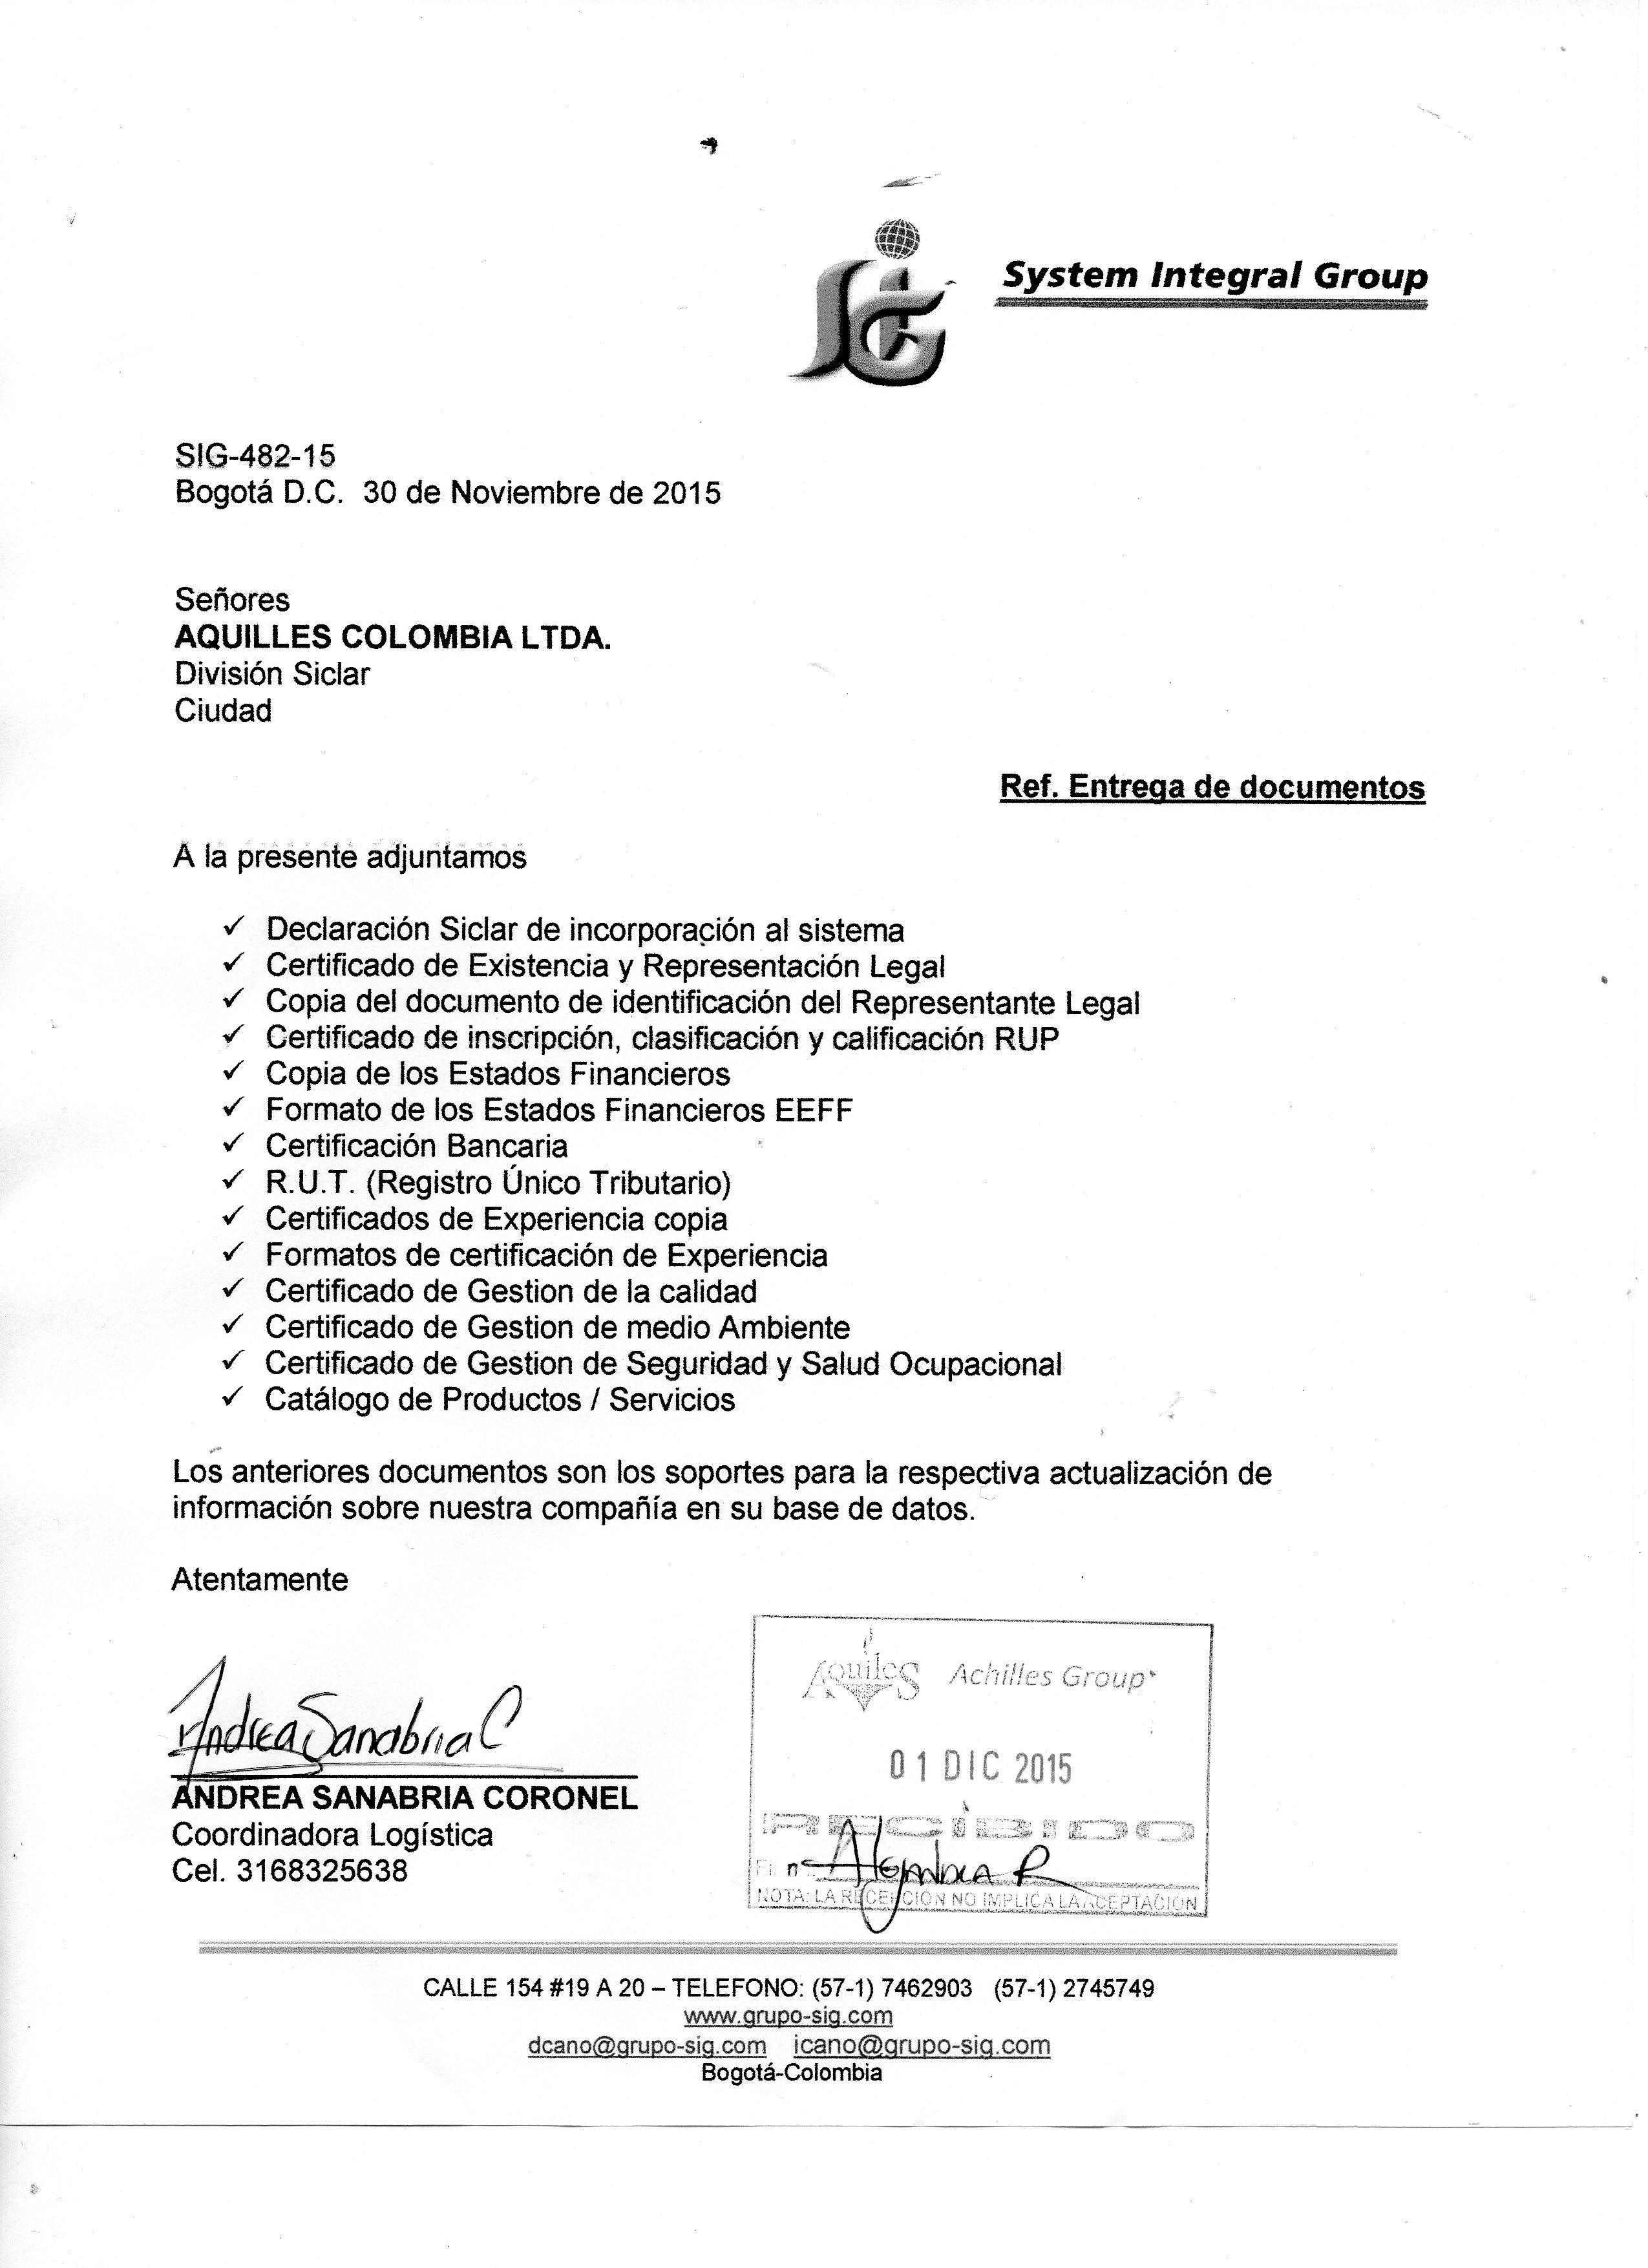 System Integral Group
SIG-482-15
Bogotá D.C. 30 de Noviembre de 2015
Señores
AQUILLES COLOMBIA LTDA.
División Siclar
Ciudad
Ref. Entrega de documentos
A la presente adjuntamos
✓ Declaración Siclar de incorporación al sistema
✓ Certificado de Existencia y Representación Legal
✓ Copia del documento de identificación del Representante Legal
✓ Certificado de inscripción, clasificación y calificación RUP
✓ Copia de los Estados Financieros
✓ Formato de los Estados Financieros EEFF
✓ Certificación Bancaria
✓ R.U.T. (Registro Único Tributario)
✓ Certificados de Experiencia copia
✓ Formatos de certificación de Experiencia
✓ Certificado de Gestion de la calidad
✓ Certificado de Gestion de medio Ambiente
✓ Certificado de Gestion de Seguridad y Salud Ocupacional
✓ Catálogo de Productos / Servicios
Los anteriores documentos son los soportes para la respectiva actualización de
información sobre nuestra compañía en su base de datos.
Atentamente
Andrea Sanabria C
ANDREA SANABRIA CORONEL
Coordinadora Logística
Cel. 3168325638
Aquiles Achilles Group
01 DIC 2015
RECIBIDO
Alejandra R
NOTA: LA RECEPCION NO IMPLICA LA ACEPTACIÓN
CALLE 154 #19 A 20 – TELEFONO: (57-1) 7462903 (57-1) 2745749
www.grupo-sig.com
dcano@grupo-sig.com icano@grupo-sig.com
Bogotá-Colombia